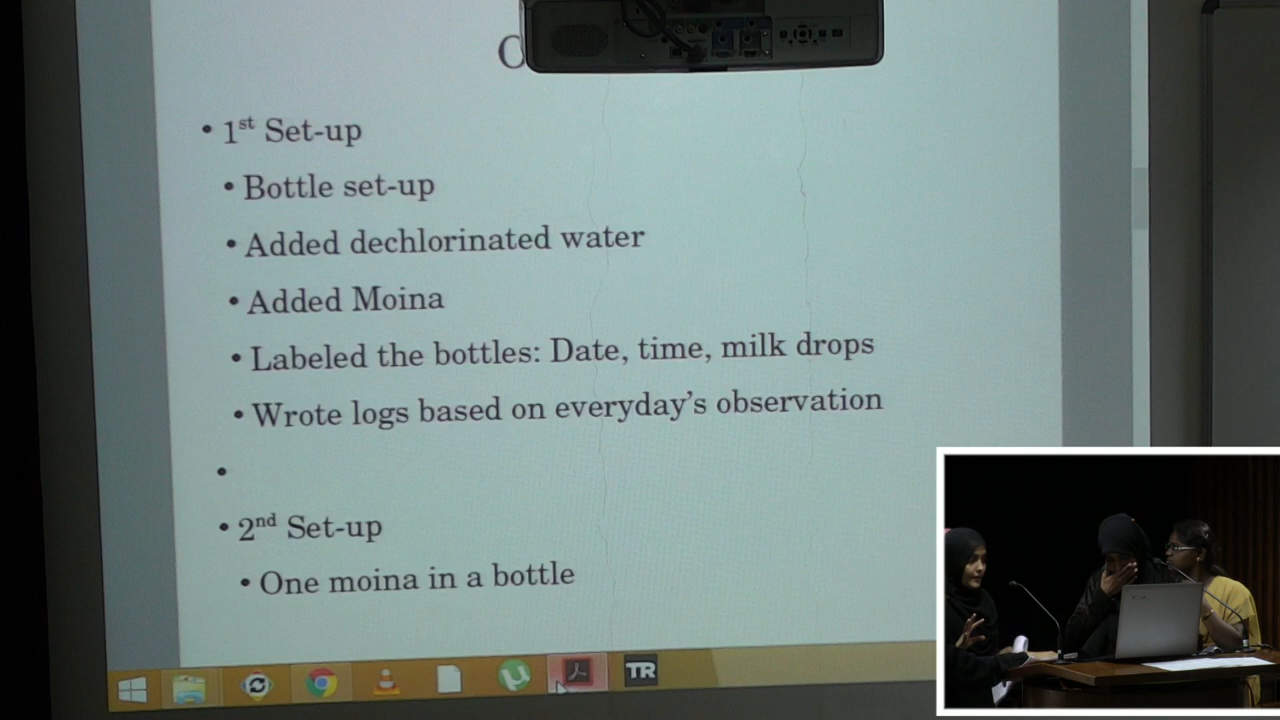 • 1st Set-up
• Bottle set-up
• Added dechlorinated water
• Added Moina
• Labeled the bottles: Date, time, milk drops
• Wrote logs based on everyday's observation
•
• 2nd Set-up
• One moina in a bottle
TR